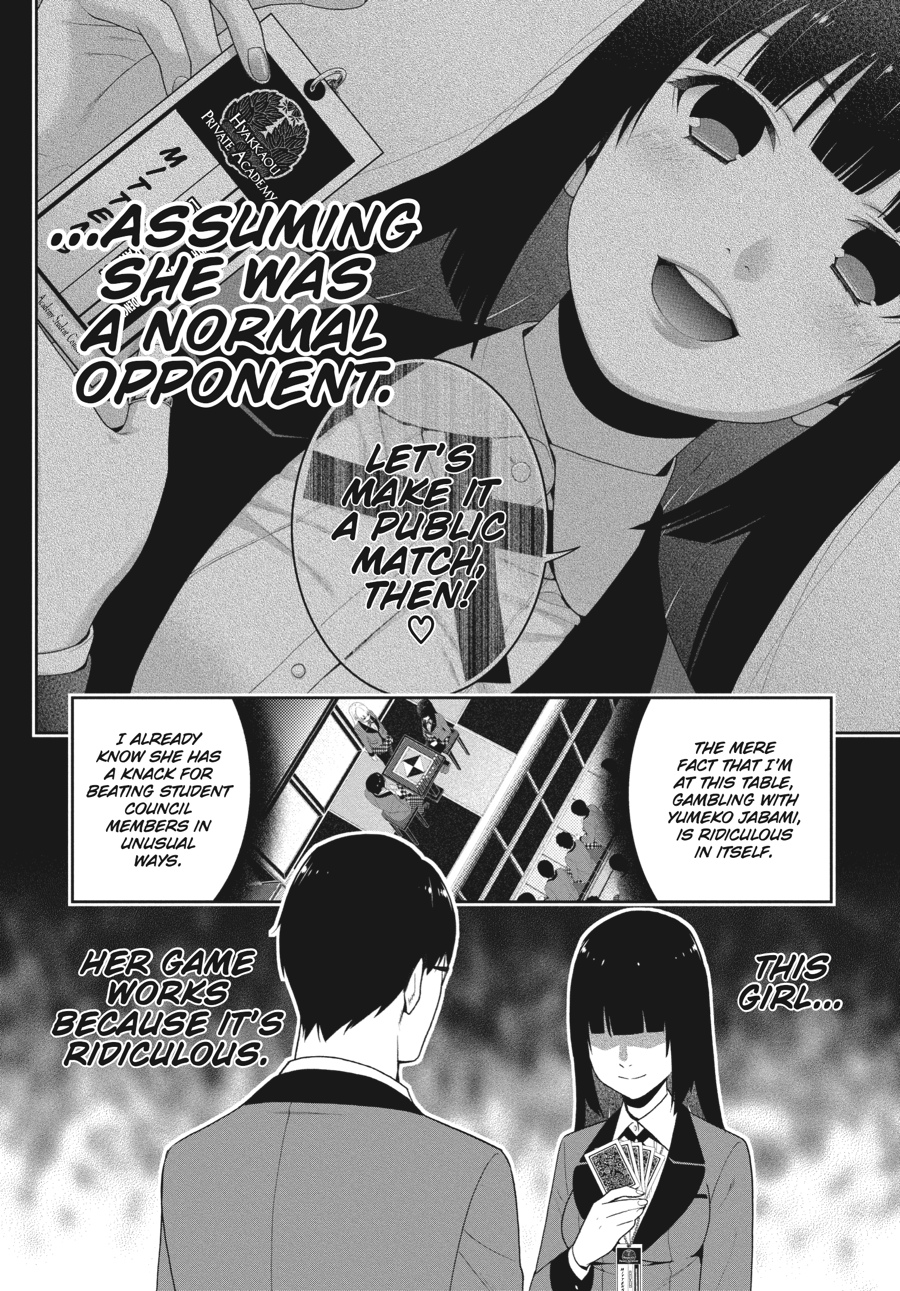 HYAKKAOU
PRIVATE ACADEMY
MITTENS
...ASSUMING
SHE WAS
A NORMAL
OPPONENT.
LET'S
MAKE IT
A PUBLIC
MATCH,
THEN!
♡
THE MERE
FACT THAT I'M
AT THIS TABLE,
GAMBLING WITH
YUMEKO JABAMI,
IS RIDICULOUS
IN ITSELF.
I ALREADY
KNOW SHE HAS
A KNACK FOR
BEATING STUDENT
COUNCIL
MEMBERS IN
UNUSUAL
WAYS.
THIS
GIRL...
HER GAME
WORKS
BECAUSE IT'S
RIDICULOUS.